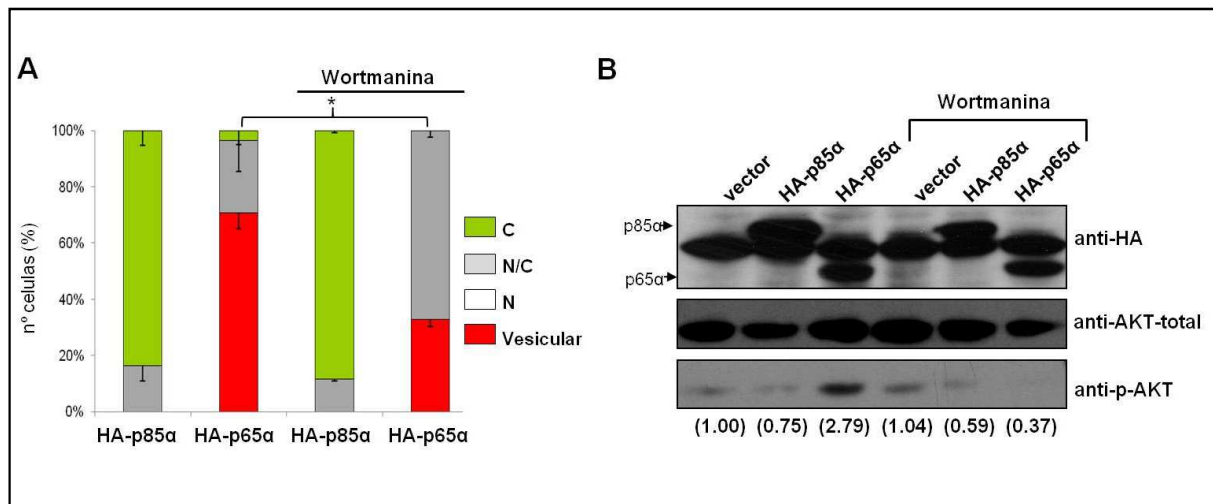 A
Wortmanina
*
100%
80%
60%
40%
20%
0%
nº celulas (%)
HA-p85α HA-p65α HA-p85α HA-p65α
C
N/C
N
Vesicular
B
Wortmanina
vector HA-p85α HA-p65α vector HA-p85α HA-p65α
p85α
p65α
anti-HA
anti-AKT-total
anti-p-AKT
(1.00) (0.75) (2.79) (1.04) (0.59) (0.37)